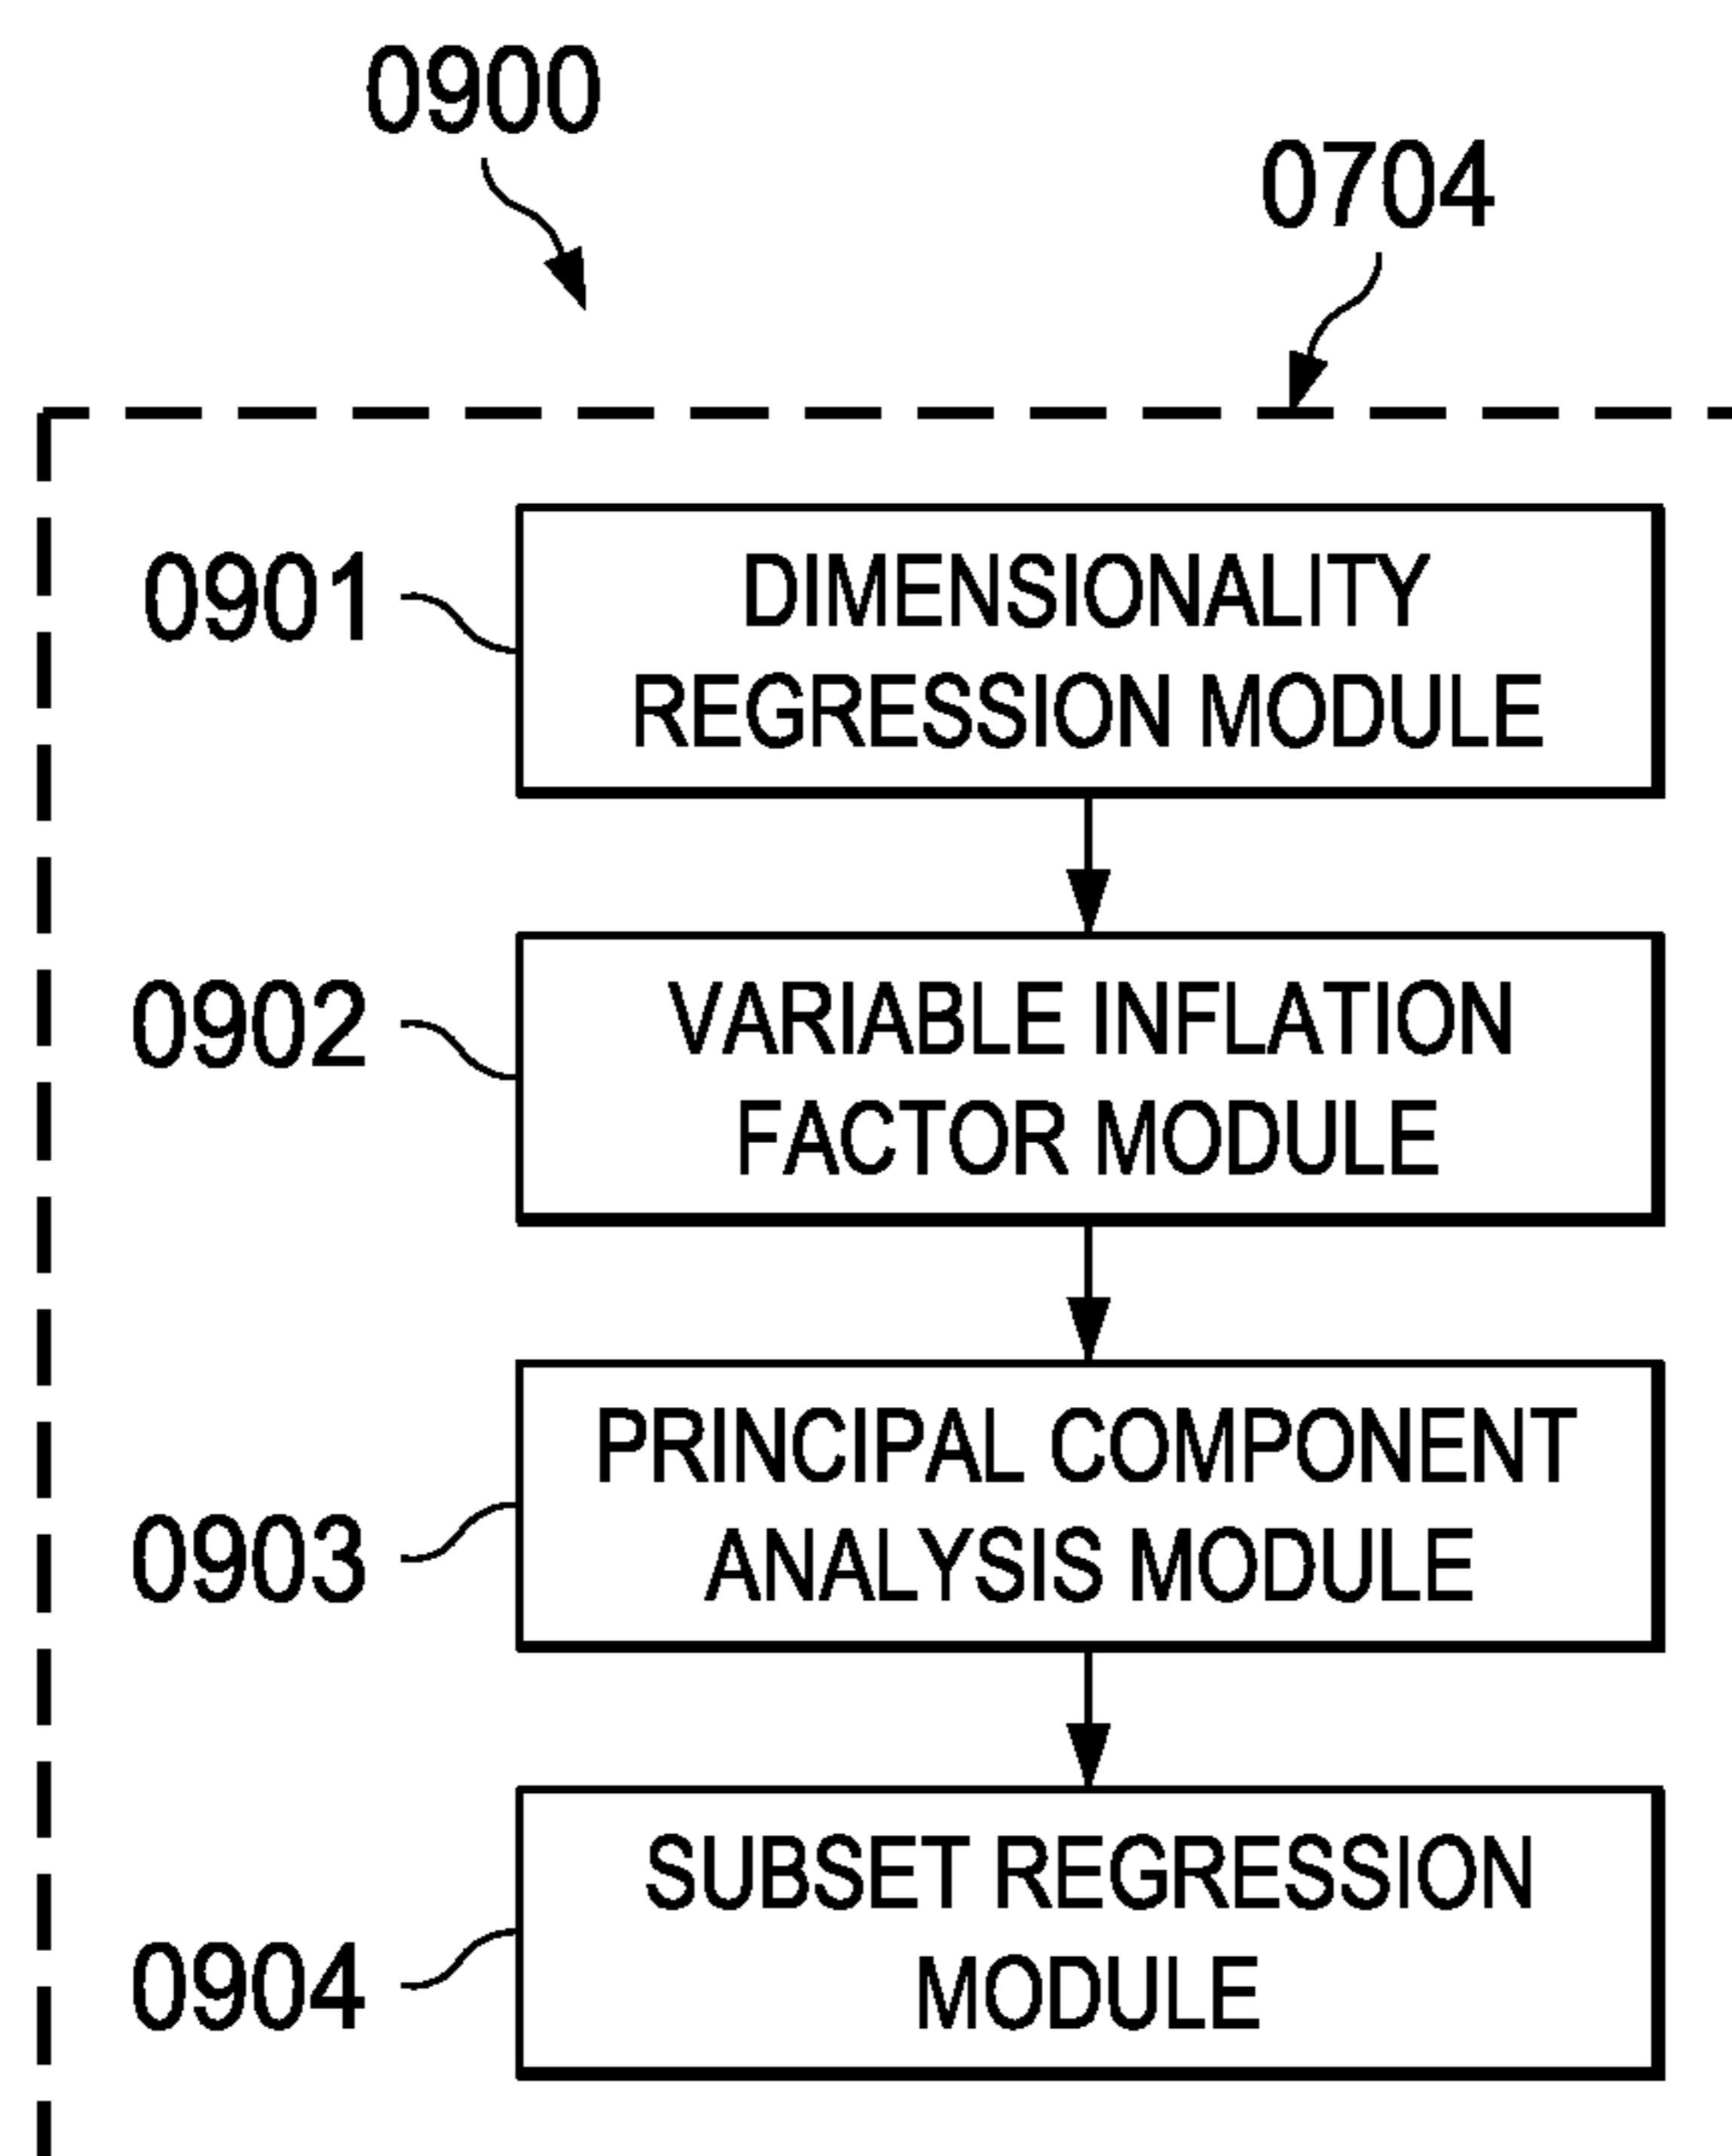 0900
0704
0901
DIMENSIONALITY
REGRESSION MODULE
0902
VARIABLE INFLATION
FACTOR MODULE
0903
PRINCIPAL COMPONENT
ANALYSIS MODULE
0904
SUBSET REGRESSION
MODULE